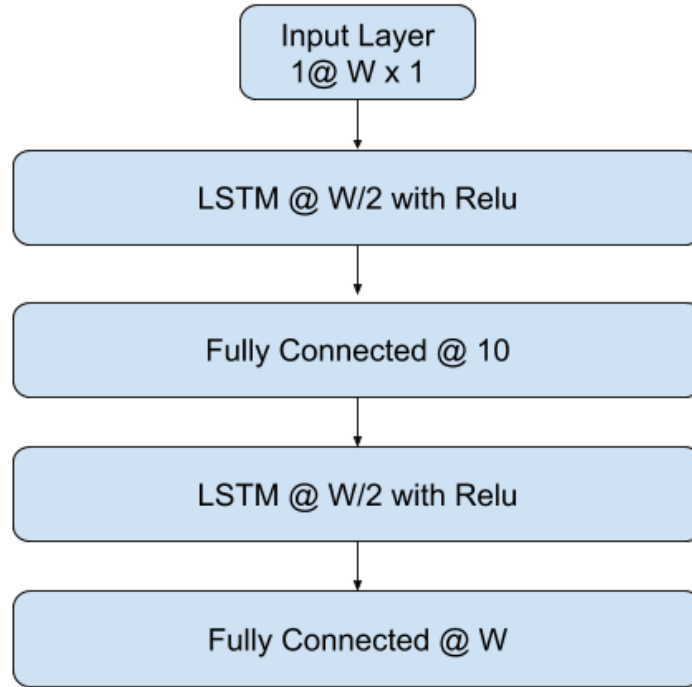 Input Layer
1@ W x 1
LSTM @ W/2 with Relu
Fully Connected @ 10
LSTM @ W/2 with Relu
Fully Connected @ W